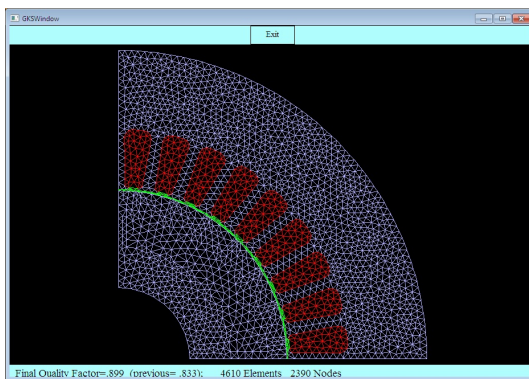 GKSWindow
Exit
Final Quality Factor=.899 (previous= .833); 4610 Elements 2390 Nodes